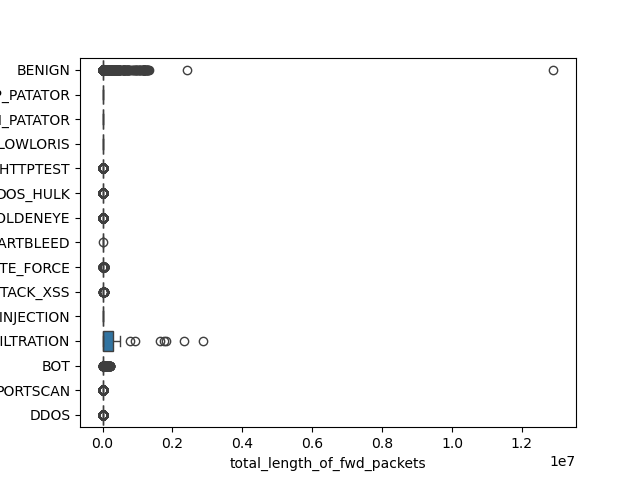 BENIGN
P_PATATOR
_PATATOR
LOWLORIS
HTTPTEST
DOS_HULK
OLDENEYE
ARTBLEED
TE_FORCE
TACK_XSS
INJECTION
ILTRATION
BOT
PORTSCAN
DDOS
0.0 0.2 0.4 0.6 0.8 1.0 1.2
1e7
total_length_of_fwd_packets